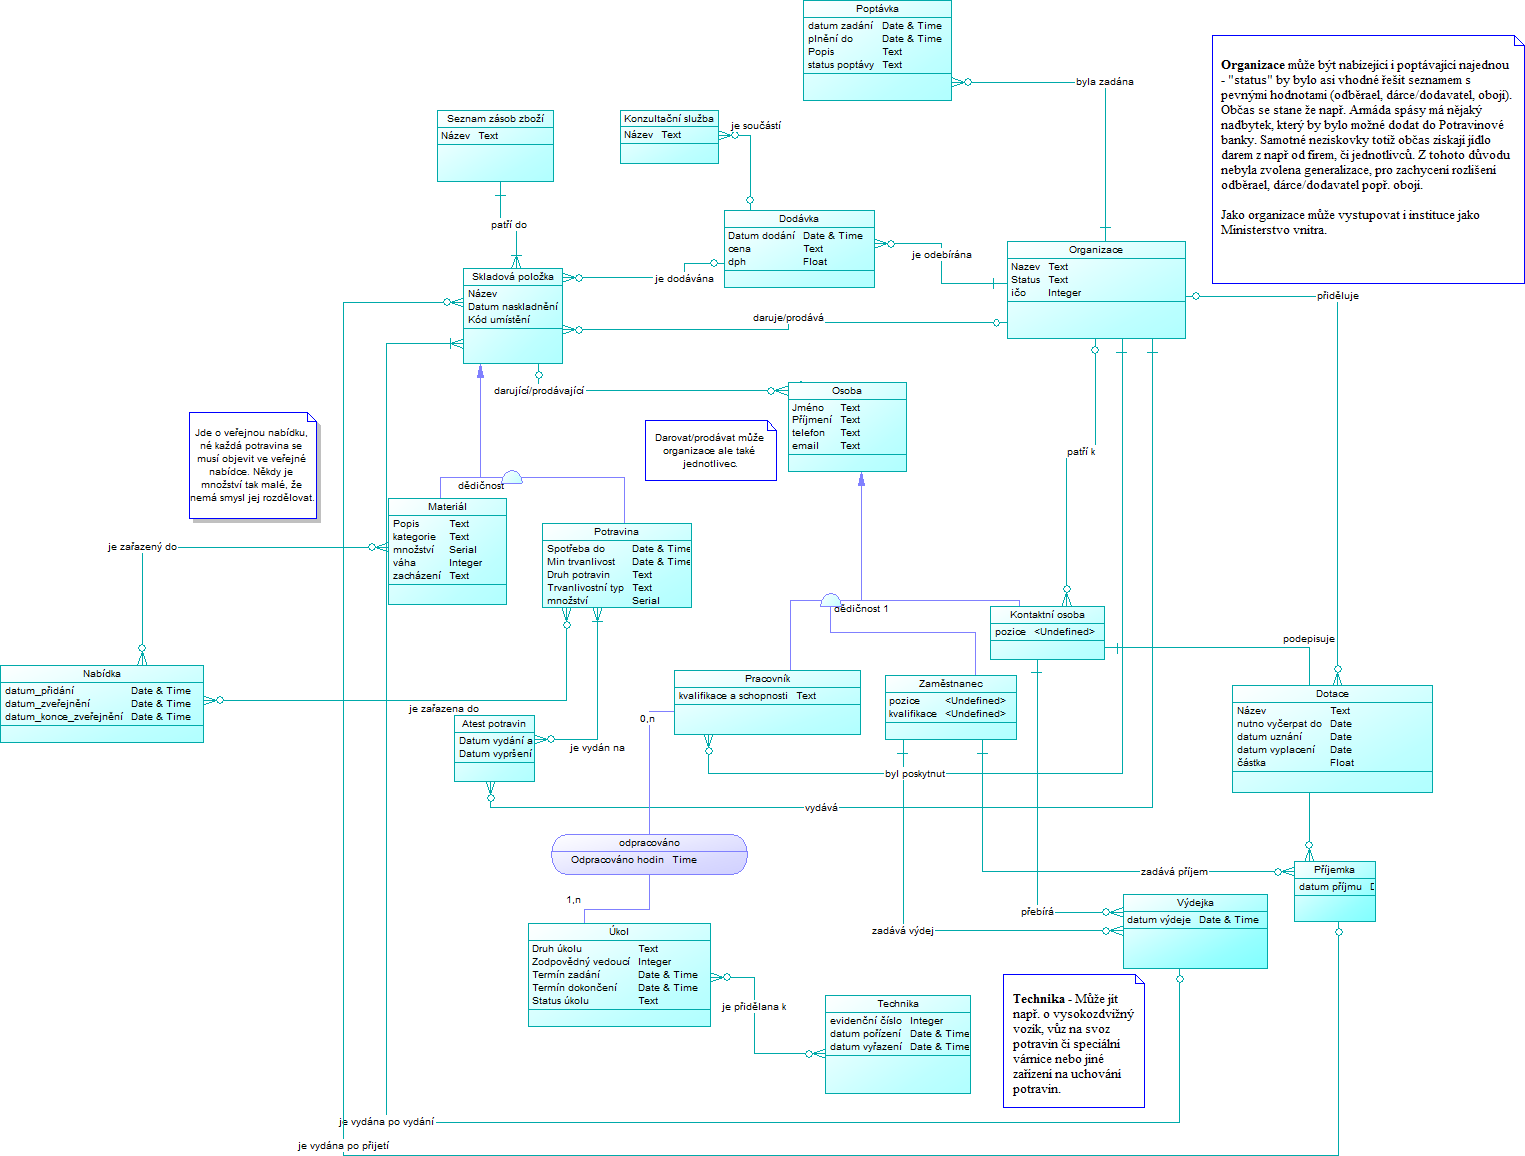 Poptávka
datum zadání Date & Time
plnění do Date & Time
Popis Text
status poptávy Text
byla zadána
Organizace může být nabízející i poptávající najednou
- "status" by bylo asi vhodné řešit seznamem s
pevnými hodnotami (odběrael, dárce/dodavatel, obojí).
Občas se stane že např. Armáda spásy má nějaký
nadbytek, který by bylo možné dodat do Potravinové
banky. Samotné neziskovky totiž občas získají jídlo
darem z např od firem, či jednotlivců. Z tohoto důvodu
nebyla zvolena generalizace, pro zachycení rozlišení
odběrael, dárce/dodavatel popř. obojí.
Jako organizace může vystupovat i instituce jako
Ministerstvo vnitra.
Seznam zásob zboží
Název Text
Konzultační služba
Název Text
je součástí
patří do
Dodávka
Datum dodání Date & Time
cena Text
dph Float
je odebírána
Organizace
Nazev Text
Status Text
ičo Integer
Skladová položka
Název
Datum naskladnění
Kód umístění
je dodávána
daruje/prodává
přiděluje
darující/prodávající
Osoba
Jméno Text
Příjmení Text
telefon Text
email Text
Jde o veřejnou nabídku,
né každá potravina se
musí objevit ve veřejné
nabídce. Někdy je
množství tak malé, že
nemá smysl jej rozdělovat.
Darovat/prodávat může
organizace ale také
jednotlivec.
patří k
dědičnost
Materiál
Popis Text
kategorie Text
množství Serial
váha Integer
zacházení Text
Potravina
Spotřeba do Date & Time
Min trvanlivost Date & Time
Druh potravin Text
Trvanlivostní typ Text
množství Serial
je zařazený do
dědičnost 1
Kontaktní osoba
pozice <Undefined>
podepisuje
Nabídka
datum_přidání Date & Time
datum_zveřejnění Date & Time
datum_konce_zveřejnění Date & Time
Pracovník
kvalifikace a schopnosti Text
Zaměstnanec
pozice <Undefined>
kvalifikace <Undefined>
Dotace
Název Text
nutno vyčerpat do Date
datum uznání Date
datum vyplacení Date
částka Float
je zařazena do
0,n
Atest potravin
Datum vydání a
Datum vypršení
je vydán na
byl poskytnut
vydává
odpracováno
Odpracováno hodin Time
zadává příjem
Příjemka
datum příjmu D
1,n
přebírá
Výdejka
datum výdeje Date & Time
zadává výdej
Úkol
Druh úkolu Text
Zodpovědný vedoucí Integer
Termín zadání Date & Time
Termín dokončení Date & Time
Status úkolu Text
je přidělana k
Technika
evidenční číslo Integer
datum pořízení Date & Time
datum vyřazení Date & Time
Technika - Může jít
např. o vysokozdvižný
vozik, vůz na svoz
potravin či speciální
várnice nebo jiné
zařízení na uchování
potravin.
je vydána po vydání
je vydána po přijetí